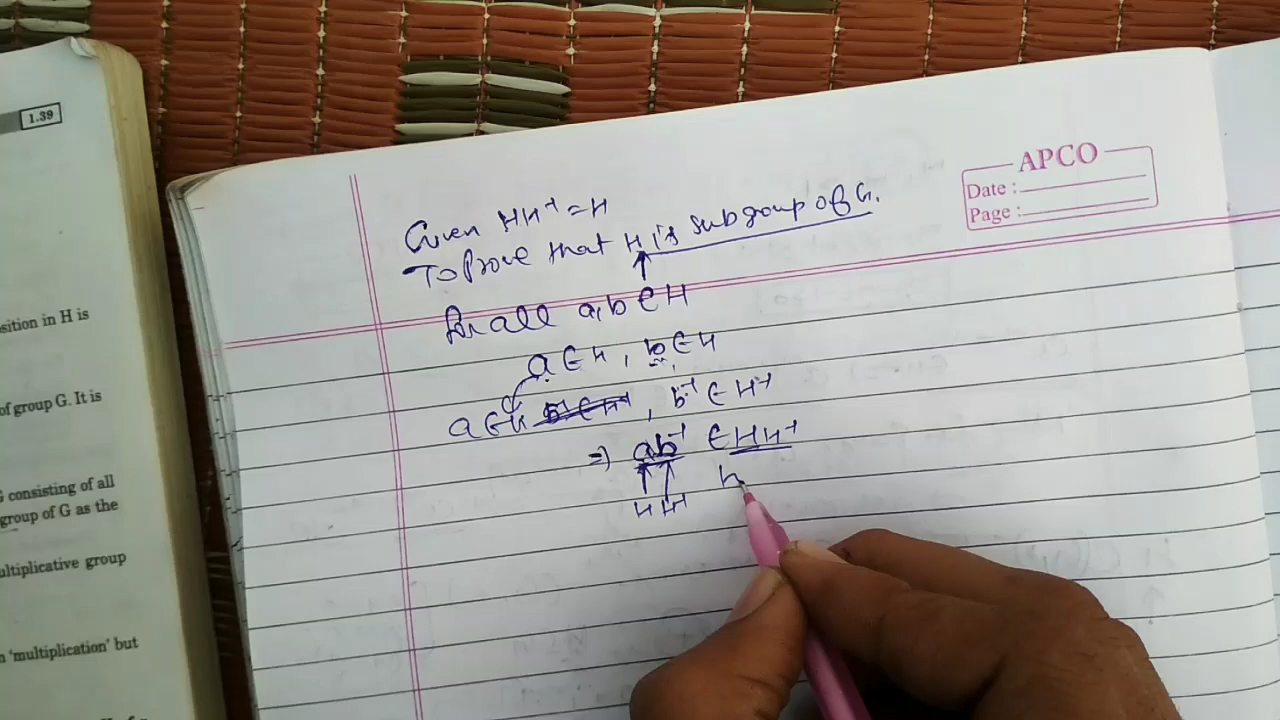 1.39
sition in H is
of group G. It is
G consisting of all
group of G as the
ultiplicative group
n 'multiplication' but
APCO
Date :
Page :
Given HH⁻¹ = H
To Prove that H is subgroup of G.
For all a, b ∈ H
a ∈ H , b ∈ H
a ∈ H , b⁻¹ ∈ H⁻¹
⇒ ab⁻¹ ∈ HH⁻¹
H H⁻¹